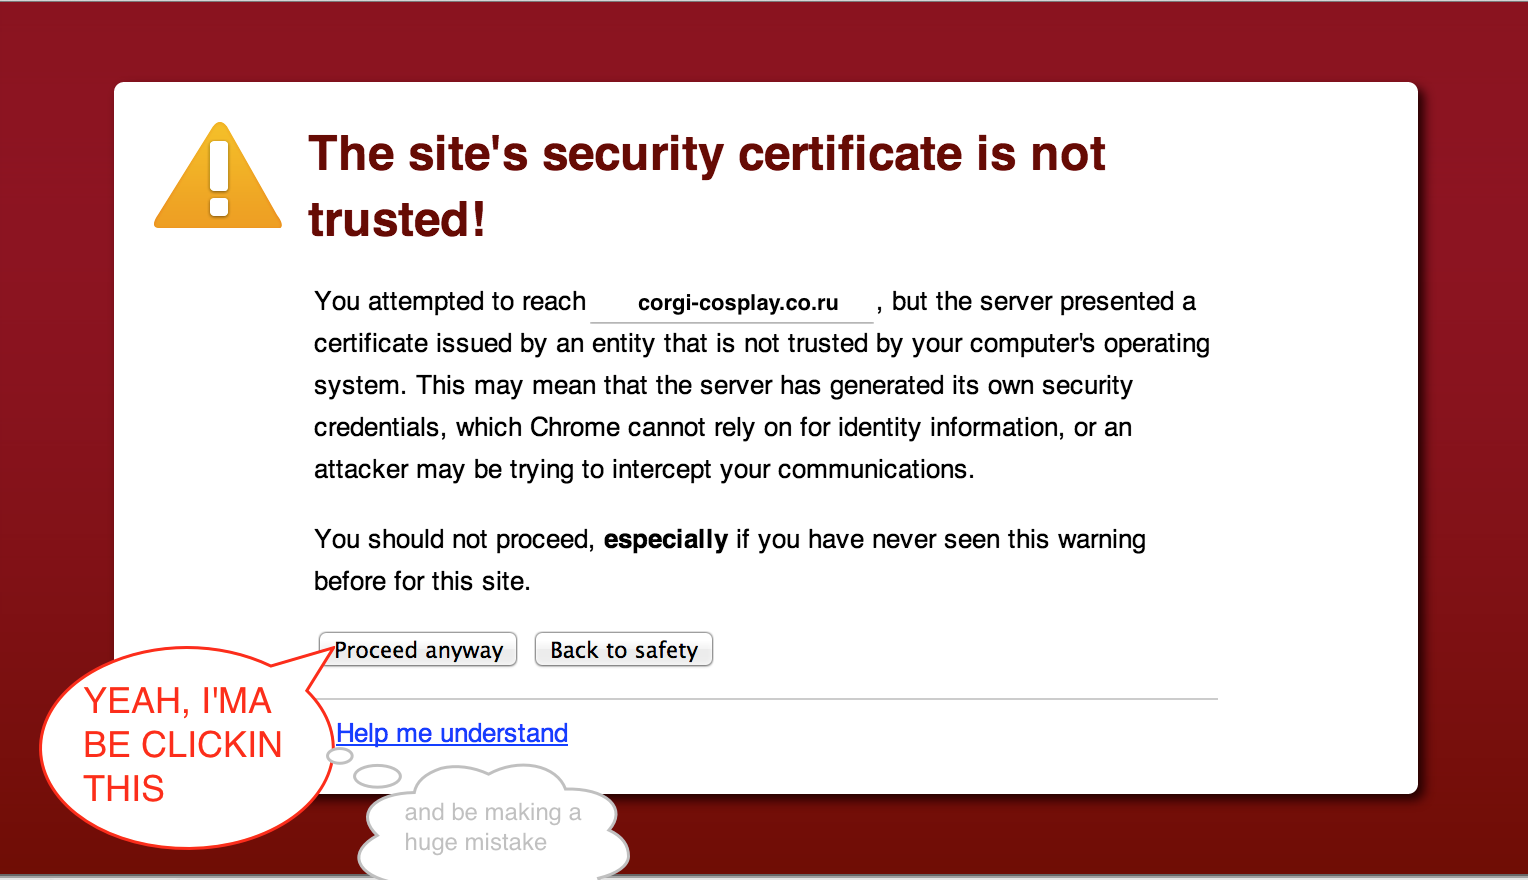 The site's security certificate is not
trusted!
You attempted to reach corgi-cosplay.co.ru , but the server presented a
certificate issued by an entity that is not trusted by your computer's operating
system. This may mean that the server has generated its own security
credentials, which Chrome cannot rely on for identity information, or an
attacker may be trying to intercept your communications.
You should not proceed, especially if you have never seen this warning
before for this site.
Proceed anyway Back to safety
YEAH, I'MA
BE CLICKIN
THIS
Help me understand
and be making a
huge mistake